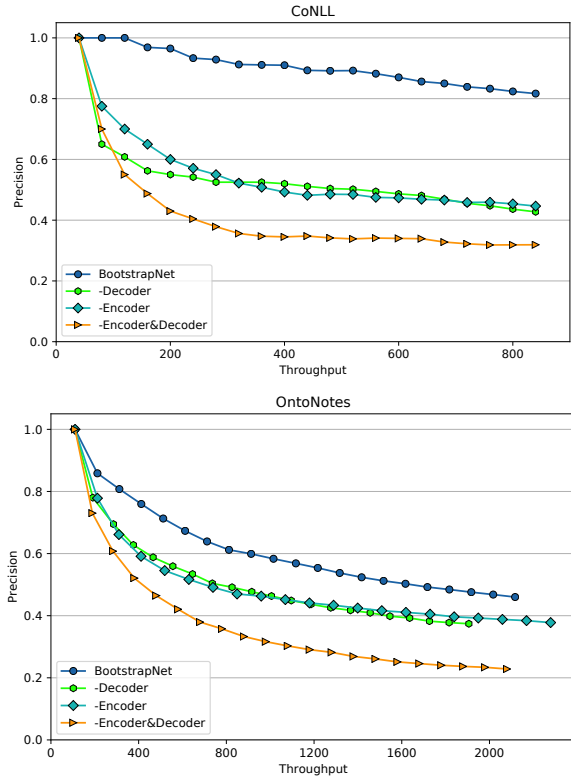 CoNLL
1.0
0.8
0.6
0.4
0.2
0.0
Precision
BootstrapNet
-Decoder
-Encoder
-Encoder&Decoder
0 200 400 600 800
Throughput
OntoNotes
1.0
0.8
0.6
0.4
0.2
0.0
Precision
BootstrapNet
-Decoder
-Encoder
-Encoder&Decoder
0 400 800 1200 1600 2000
Throughput